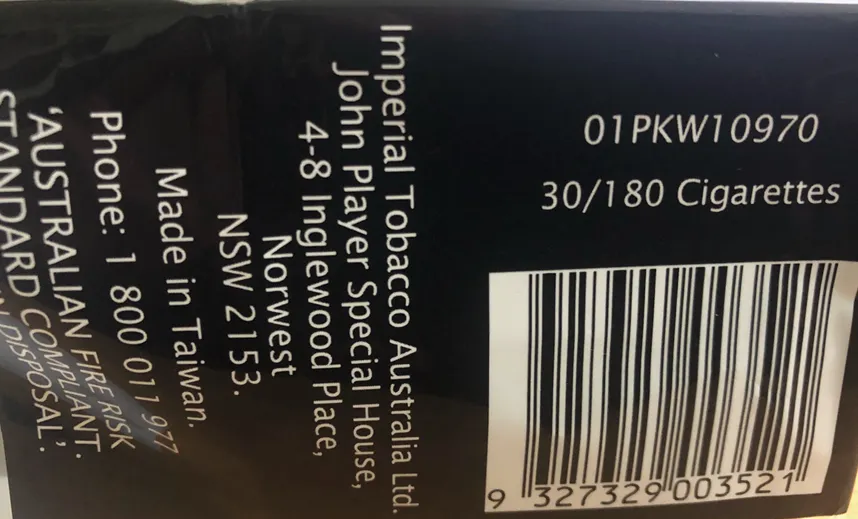 01PKW10970
30/180 Cigarettes
9 327329 003521
Imperial Tobacco Australia Ltd.
John Player Special House,
4-8 Inglewood Place,
Norwest
NSW 2153.
Made in Taiwan.
Phone: 1 800 011 977
'AUSTRALIAN FIRE RISK
STANDARD COMPLIANT.
DISPOSAL'.